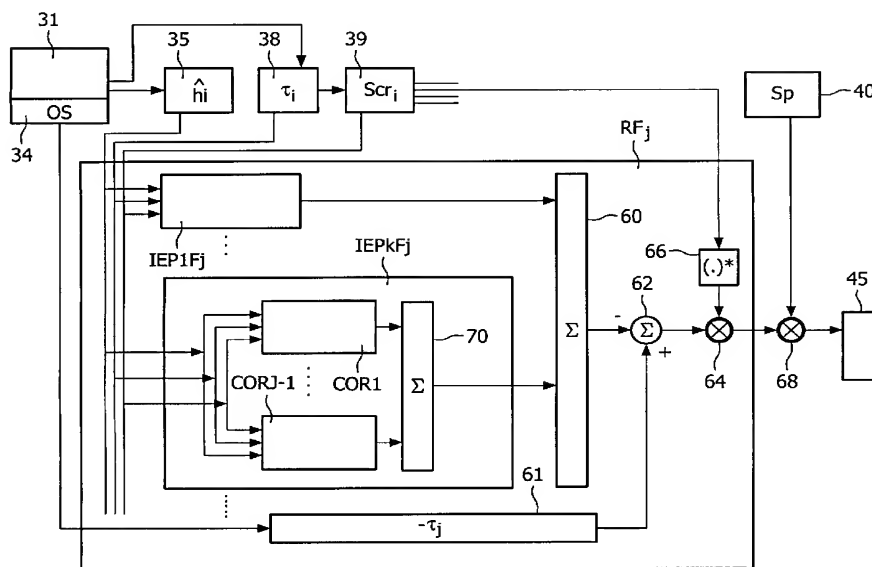 31
35
38
39
ĥi
τi
Scri
Sp
40
OS
34
RFj
60
IEP1Fj
IEPkFj
66
(.)*
62
45
70
Σ
-
Σ
+
64
68
CORJ-1
COR1
Σ
61
-τj